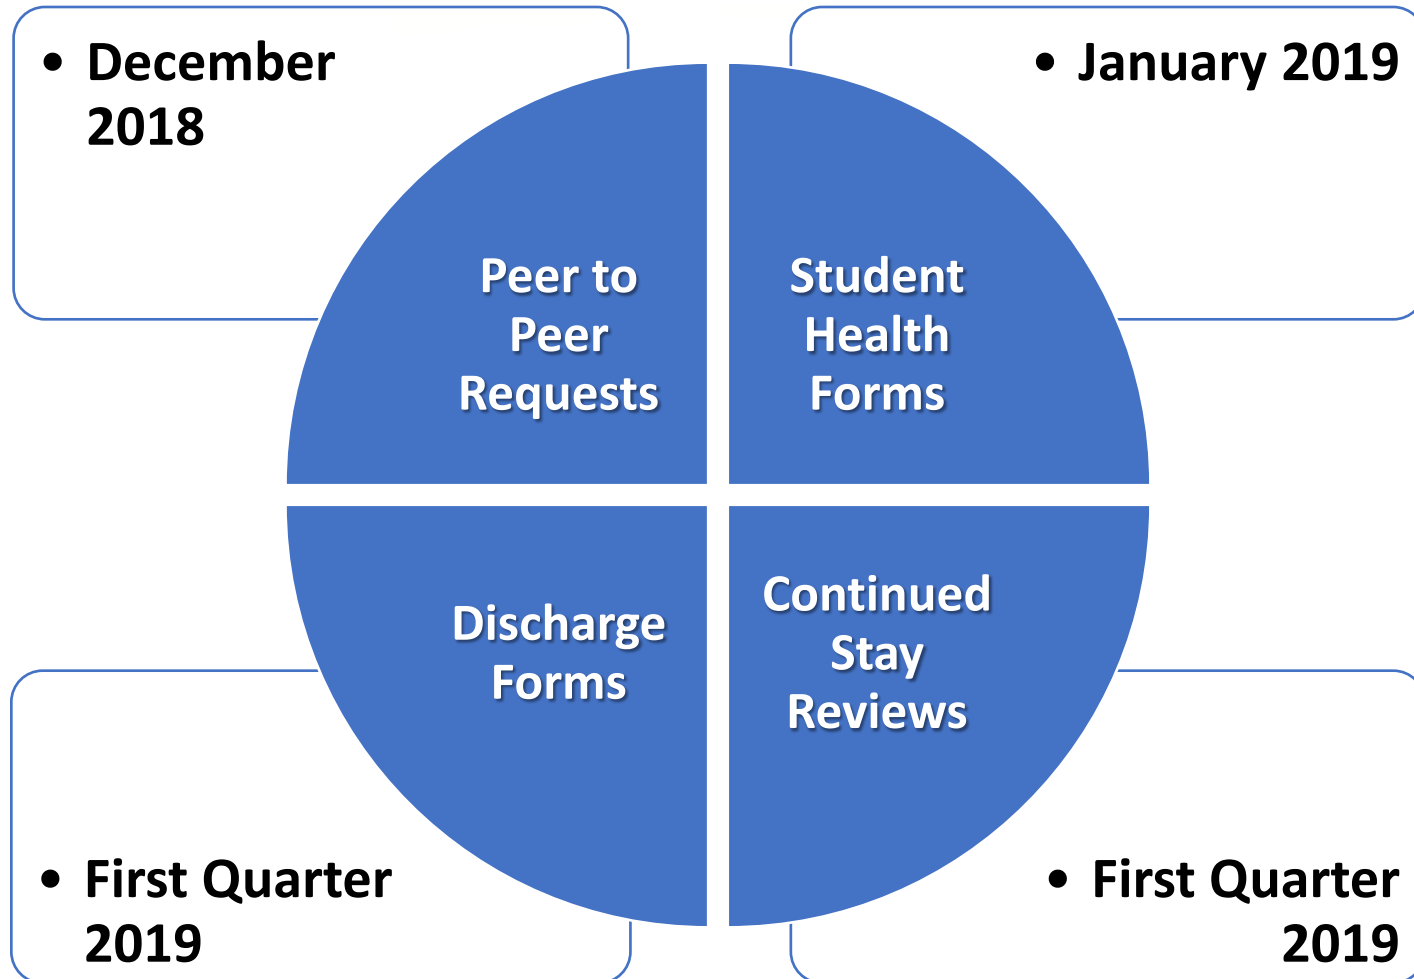 • December
2018
• January 2019
Peer to
Peer
Requests
Student
Health
Forms
Discharge
Forms
Continued
Stay
Reviews
• First Quarter
2019
• First Quarter
2019